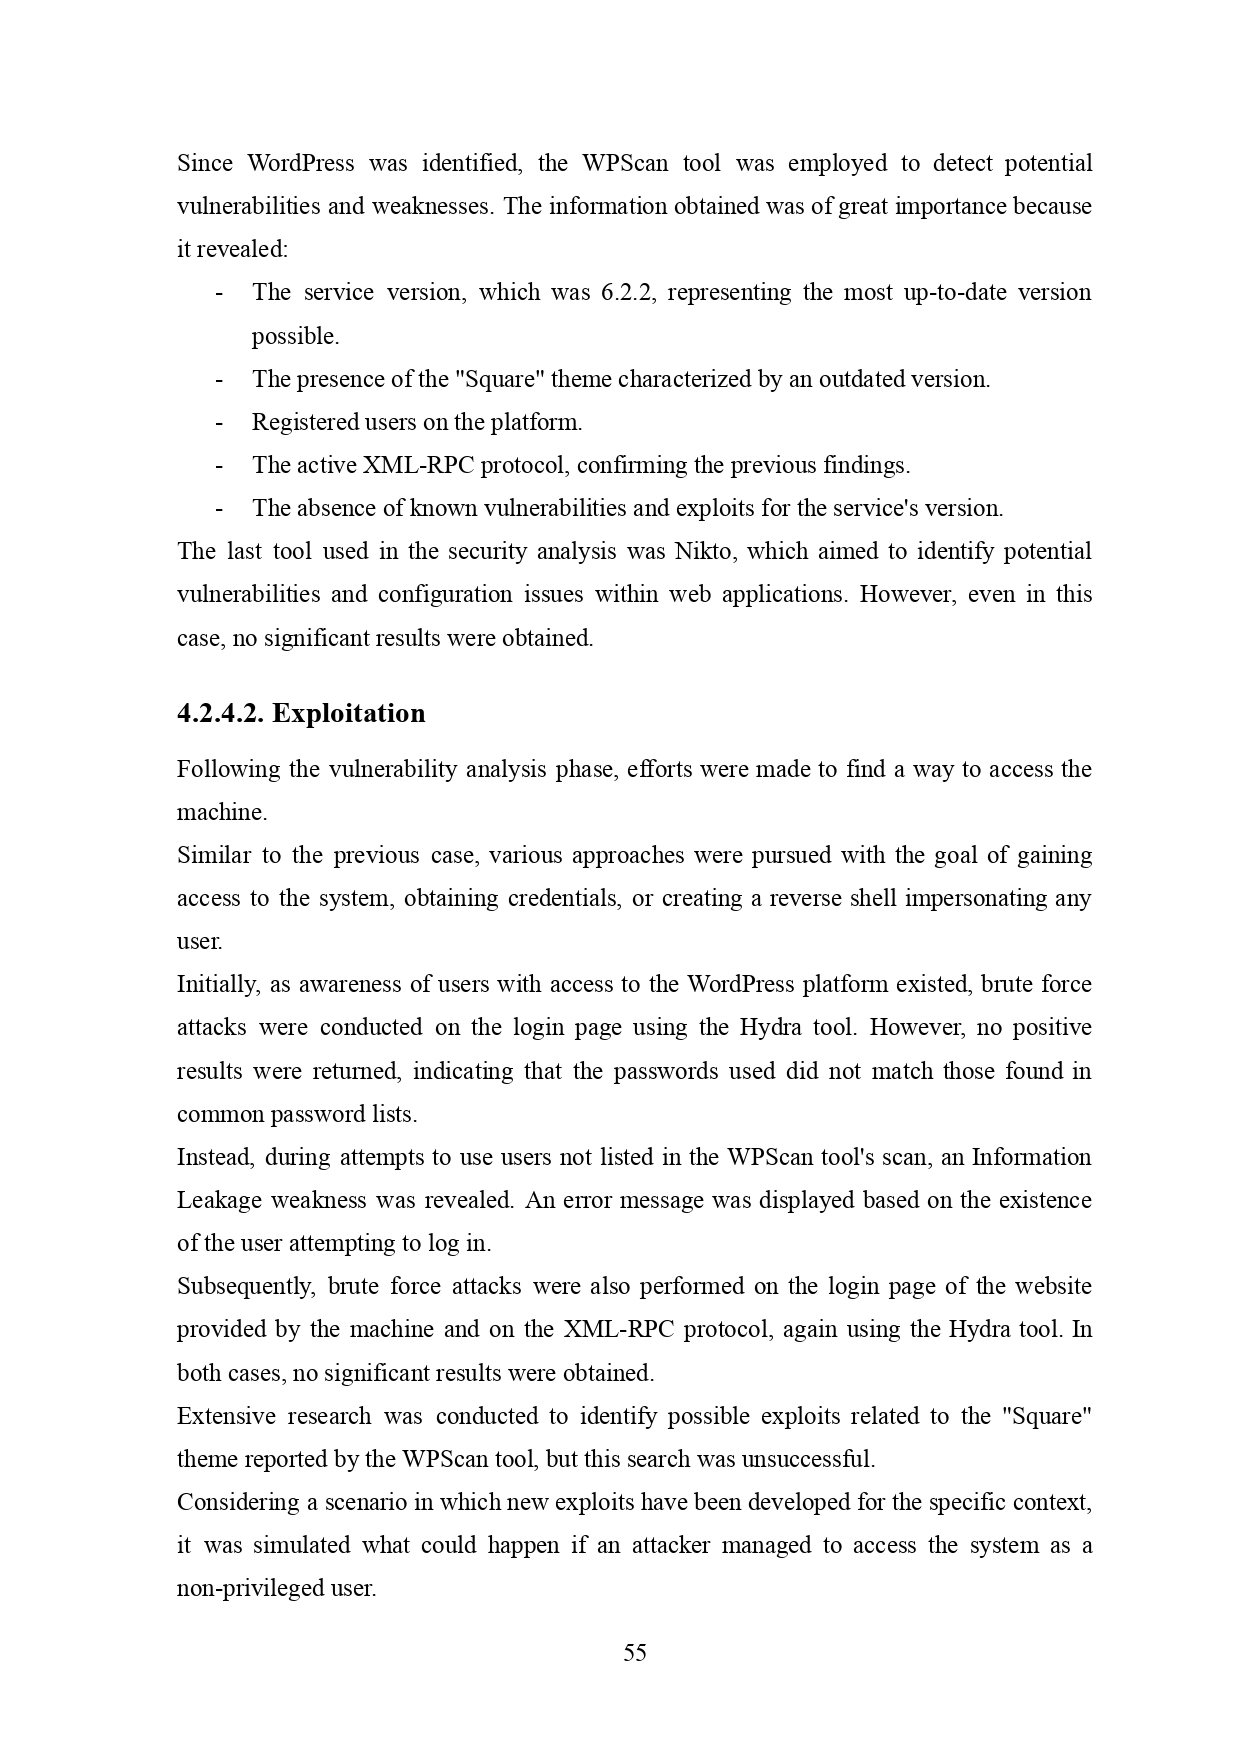 Since WordPress was identified, the WPScan tool was employed to detect potential
vulnerabilities and weaknesses. The information obtained was of great importance because
it revealed:
- The service version, which was 6.2.2, representing the most up-to-date version
possible.
- The presence of the "Square" theme characterized by an outdated version.
- Registered users on the platform.
- The active XML-RPC protocol, confirming the previous findings.
- The absence of known vulnerabilities and exploits for the service's version.
The last tool used in the security analysis was Nikto, which aimed to identify potential
vulnerabilities and configuration issues within web applications. However, even in this
case, no significant results were obtained.
4.2.4.2. Exploitation
Following the vulnerability analysis phase, efforts were made to find a way to access the
machine.
Similar to the previous case, various approaches were pursued with the goal of gaining
access to the system, obtaining credentials, or creating a reverse shell impersonating any
user.
Initially, as awareness of users with access to the WordPress platform existed, brute force
attacks were conducted on the login page using the Hydra tool. However, no positive
results were returned, indicating that the passwords used did not match those found in
common password lists.
Instead, during attempts to use users not listed in the WPScan tool's scan, an Information
Leakage weakness was revealed. An error message was displayed based on the existence
of the user attempting to log in.
Subsequently, brute force attacks were also performed on the login page of the website
provided by the machine and on the XML-RPC protocol, again using the Hydra tool. In
both cases, no significant results were obtained.
Extensive research was conducted to identify possible exploits related to the "Square"
theme reported by the WPScan tool, but this search was unsuccessful.
Considering a scenario in which new exploits have been developed for the specific context,
it was simulated what could happen if an attacker managed to access the system as a
non-privileged user.
55